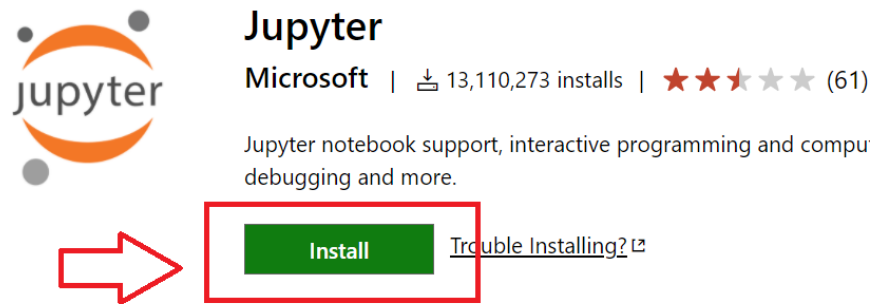 Jupyter
jupyter
Microsoft | 13,110,273 installs | (61)
Jupyter notebook support, interactive programming and comput
debugging and more.
Install
Trouble Installing?